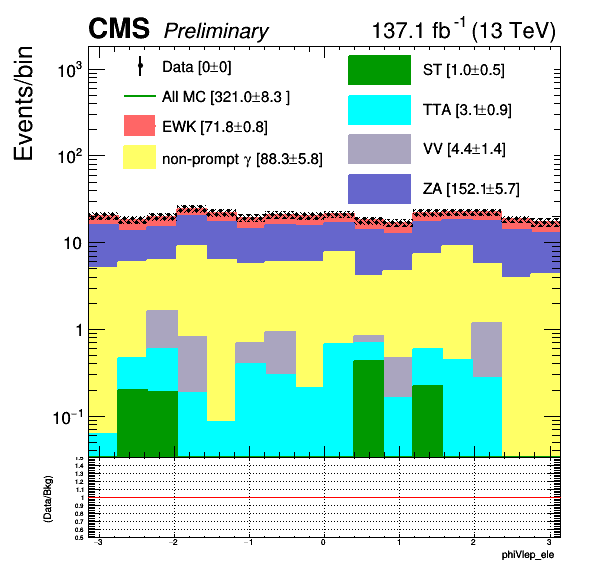 CMS Preliminary 137.1 fb⁻¹ (13 TeV)
Events/bin
10³
10²
10
1
10⁻¹
Data [0±0]
All MC [321.0±8.3 ]
EWK [71.8±0.8]
non-prompt γ [88.3±5.8]
ST [1.0±0.5]
TTA [3.1±0.9]
VV [4.4±1.4]
ZA [152.1±5.7]
(Data/Bkg)
1.5
1.4
1.3
1.2
1.1
1
0.9
0.8
0.7
0.6
0.5
−3 −2 −1 0 1 2 3
phiVlep_ele